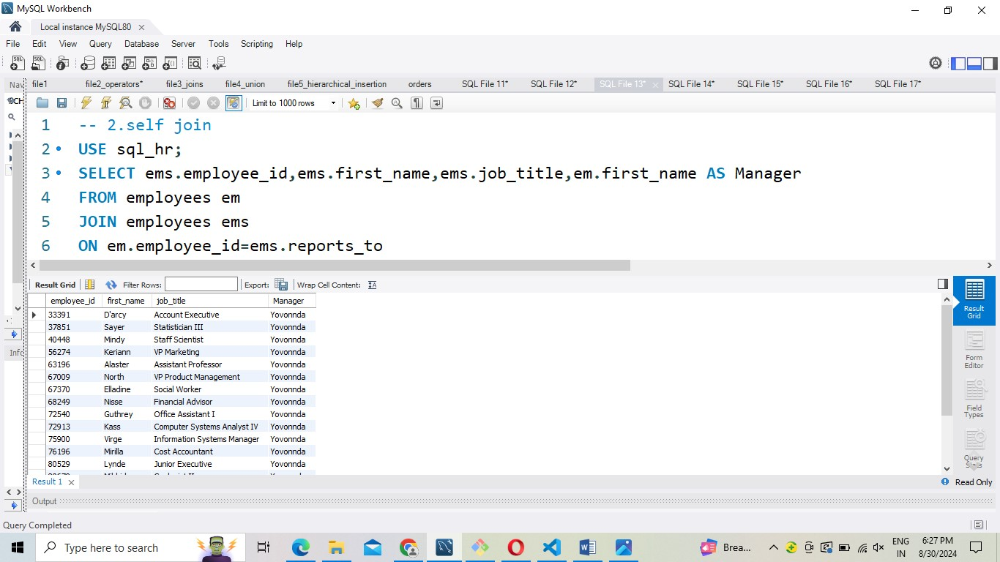 MySQL Workbench
Local instance MySQL80
File Edit View Query Database Server Tools Scripting Help
Nav file1 file2_operators* file3_joins file4_union file5_hierarchical_insertion orders SQL File 11* SQL File 12* SQL File 13* SQL File 14* SQL File 15* SQL File 16* SQL File 17*
Limit to 1000 rows
1 -- 2.self join
2 USE sql_hr;
3 SELECT ems.employee_id,ems.first_name,ems.job_title,em.first_name AS Manager
4 FROM employees em
5 JOIN employees ems
6 ON em.employee_id=ems.reports_to
Result Grid Filter Rows: Export: Wrap Cell Content:
employee_id first_name job_title Manager
33391 D'arcy Account Executive Yovonnda
37851 Sayer Statistician III Yovonnda
40448 Mindy Staff Scientist Yovonnda
56274 Keriann VP Marketing Yovonnda
63196 Alaster Assistant Professor Yovonnda
67009 North VP Product Management Yovonnda
67370 Elladine Social Worker Yovonnda
68249 Nisse Financial Advisor Yovonnda
72540 Guthrey Office Assistant I Yovonnda
72913 Kass Computer Systems Analyst IV Yovonnda
75900 Virge Information Systems Manager Yovonnda
76196 Mirilla Cost Accountant Yovonnda
80529 Lynde Junior Executive Yovonnda
Result
Grid
Form
Editor
Field
Types
Query
Stats
Info
Result 1
Read Only
Output
Query Completed
Type here to search
Brea...
ENG
IN
6:27 PM
8/30/2024